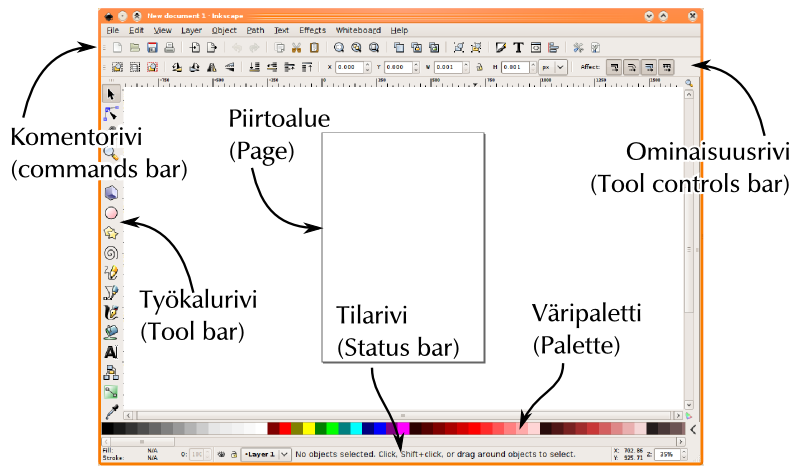 New document 1 - Inkscape
File Edit View Layer Object Path Text Effects Whiteboard Help
X 0.000 Y 0.000 W 0.001 H 0.001 px Affect:
Komentorivi
(commands bar)
Piirtoalue
(Page)
Ominaisuusrivi
(Tool controls bar)
Työkalurivi
(Tool bar)
Tilarivi
(Status bar)
Väripaletti
(Palette)
Fill: N/A
Stroke: N/A
O:
•Layer 1
No objects selected. Click, Shift+click, or drag around objects to select.
X: 702.86
Y: 925.71
Z: 35%